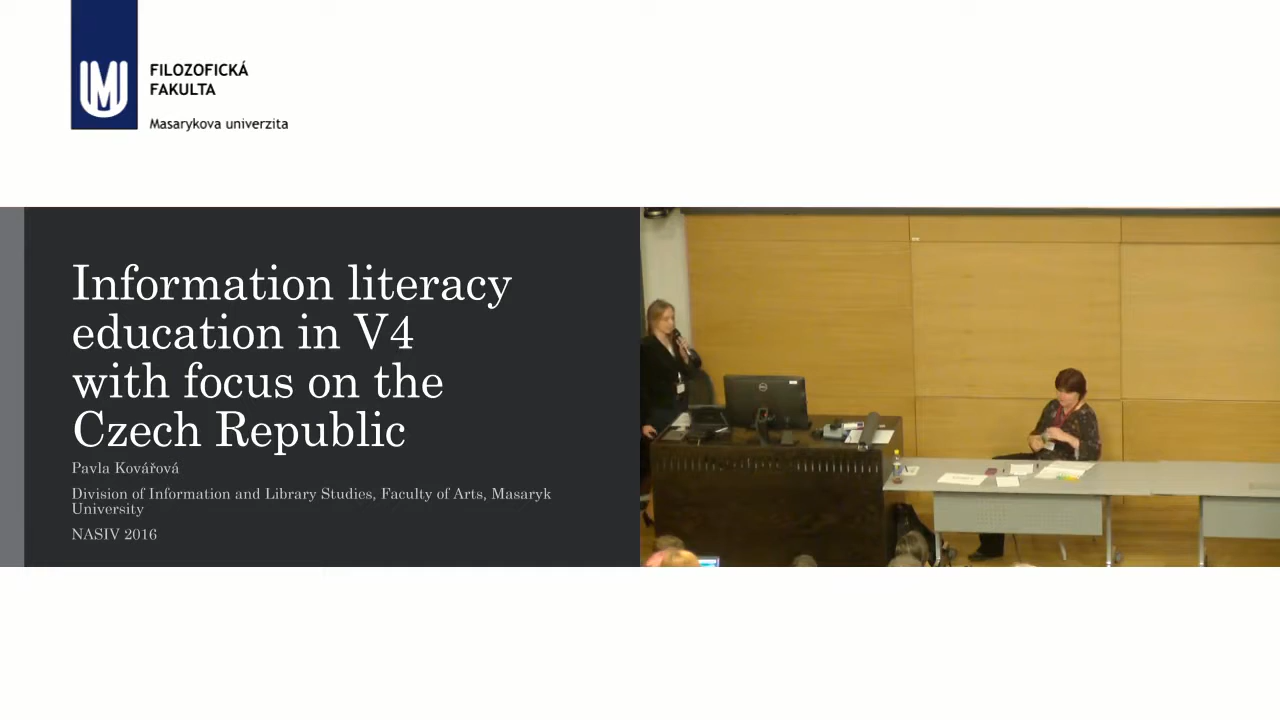 FILOZOFICKÁ
FAKULTA
Masarykova univerzita
Information literacy
education in V4
with focus on the
Czech Republic
Pavla Kovářová
Division of Information and Library Studies, Faculty of Arts, Masaryk
University
NASIV 2016